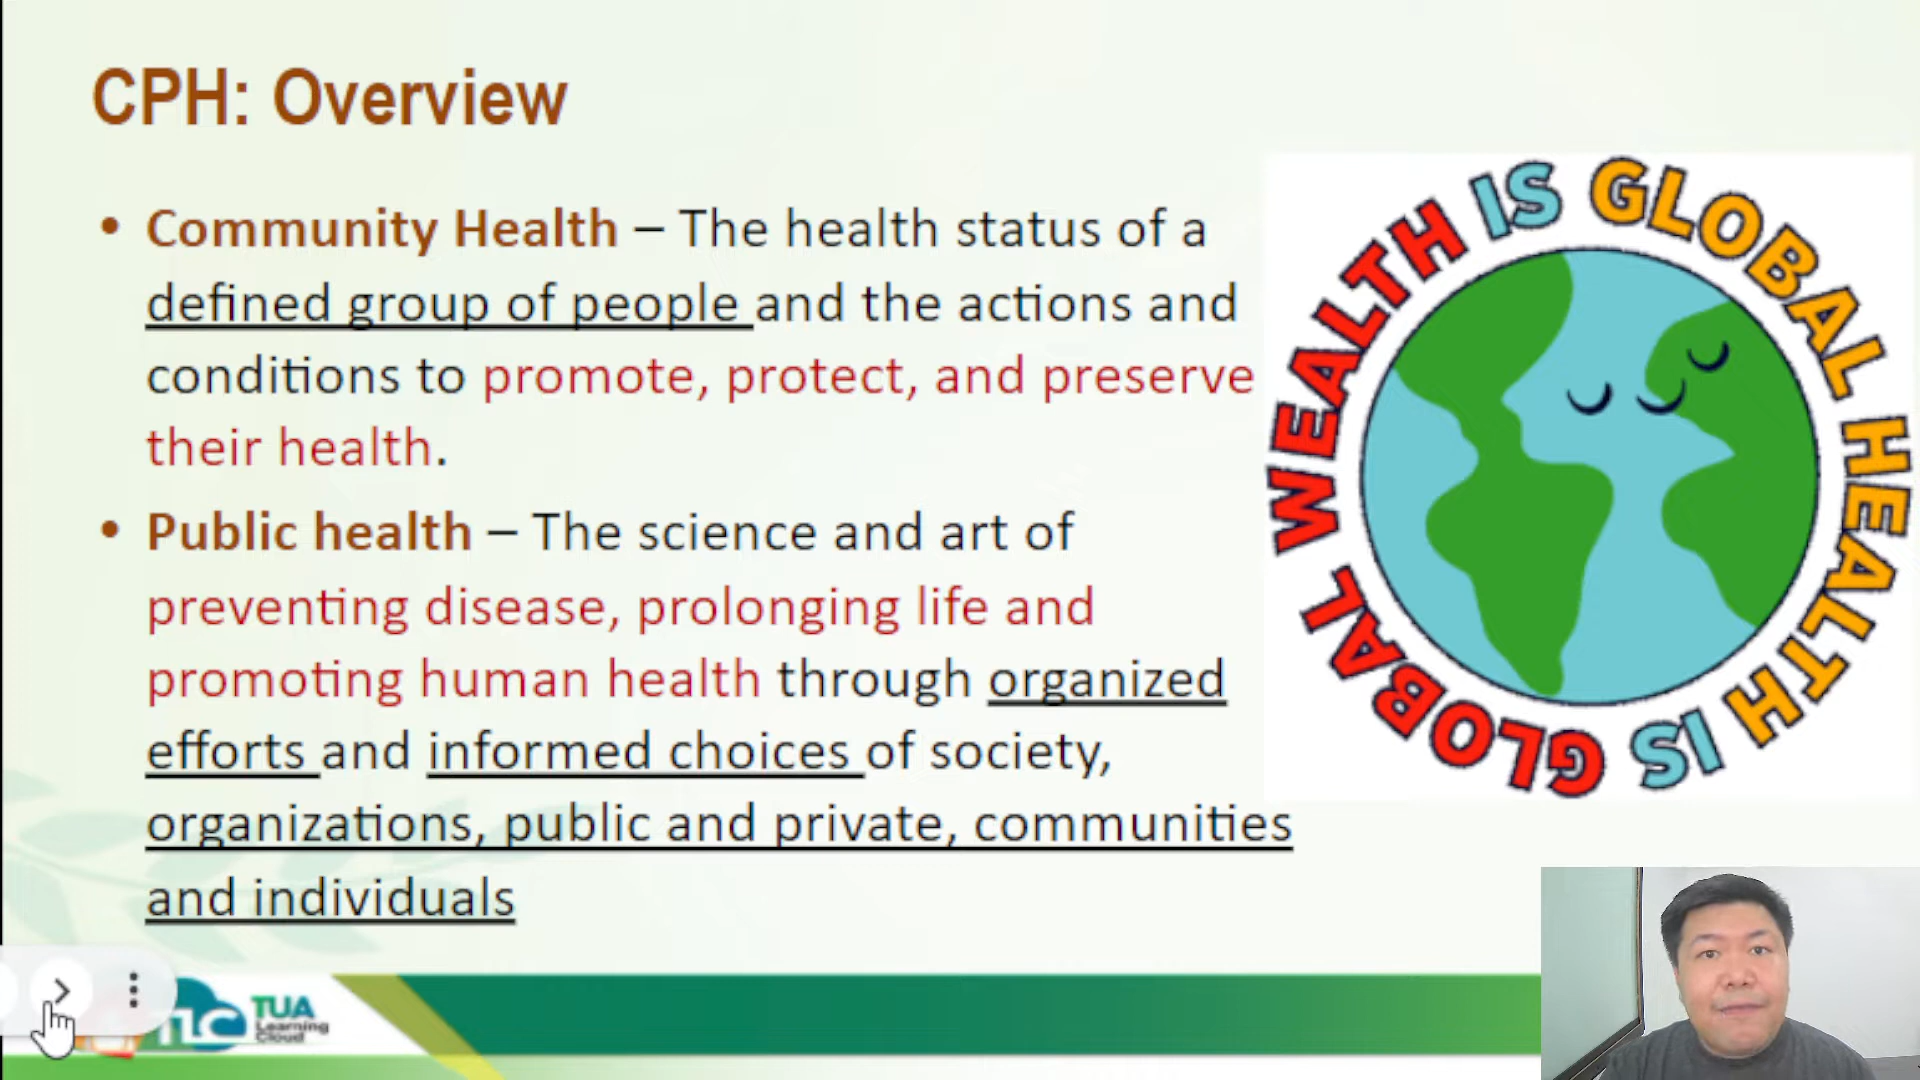 CPH: Overview
• Community Health – The health status of a
defined group of people and the actions and
conditions to promote, protect, and preserve
their health.
• Public health – The science and art of
preventing disease, prolonging life and
promoting human health through organized
efforts and informed choices of society,
organizations, public and private, communities
and individuals
GLOBAL WEALTH IS GLOBAL HEALTH IS
TLC TUA
Learning
Cloud